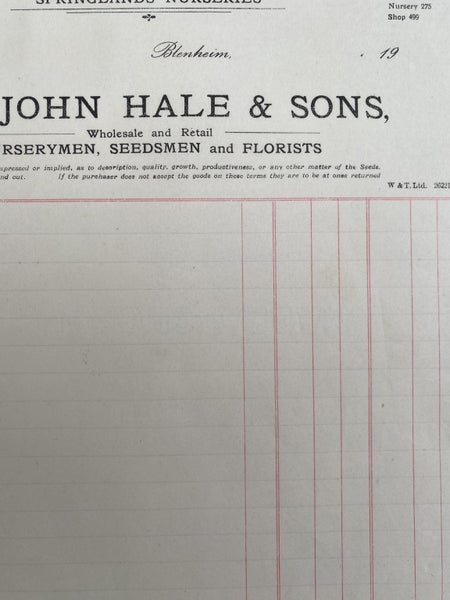 SPRINGLANDS NURSERIES
Nursery 275
Shop 499
Blenheim, 19
JOHN HALE & SONS,
Wholesale and Retail
RSERYMEN, SEEDSMEN and FLORISTS
xpressed or implied, as to description, quality, growth, productiveness, or any other matter of the Seeds,
nd out. If the purchaser does not accept the goods on these terms they are to be at once returned
W & T. Ltd. 26221